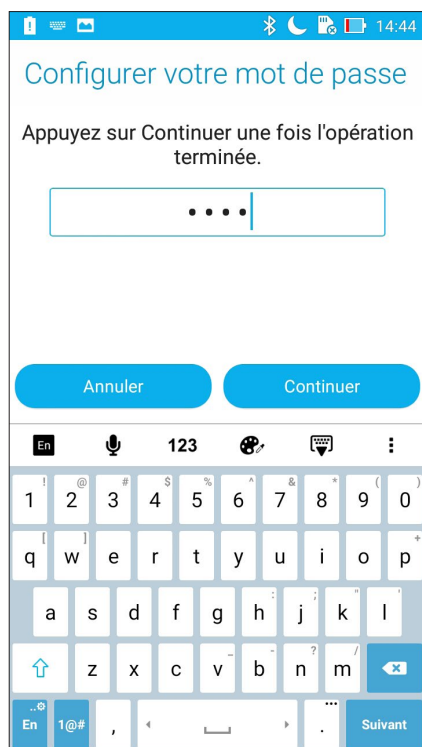 14:44
Configurer votre mot de passe
Appuyez sur Continuer une fois l'opération
terminée.
Annuler
Continuer
En 123
! @ # $ % ^ & * ( )
1 2 3 4 5 6 7 8 9 0
[ ] +
q w e r t y u i o p
: ; " '
a s d f g h j k l
_ - ? /
z x c v b n m
En 1@# , . Suivant